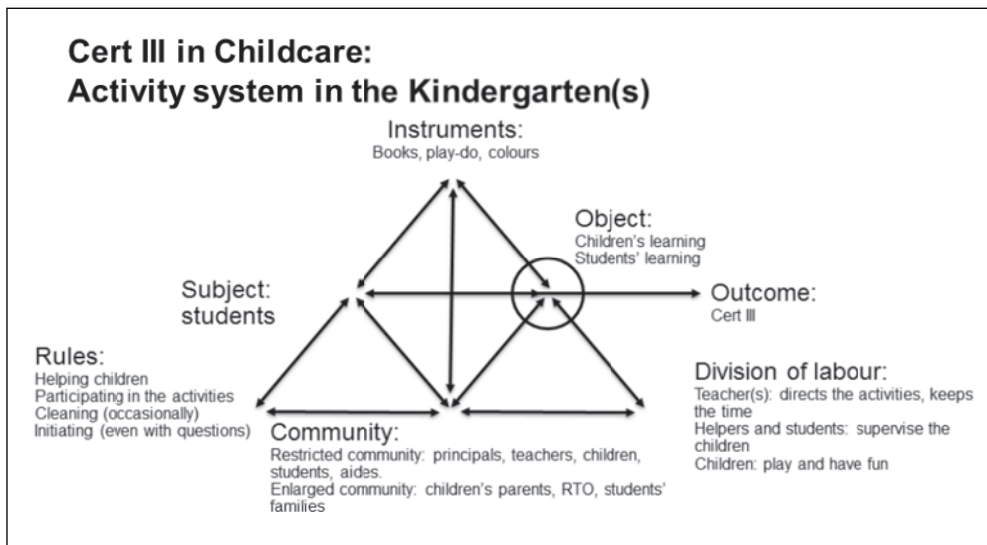 Cert III in Childcare:
Activity system in the Kindergarten(s)
Instruments:
Books, play-do, colours
Object:
Children's learning
Students' learning
Subject:
students
Outcome:
Cert III
Rules:
Helping children
Participating in the activities
Cleaning (occasionally)
Initiating (even with questions)
Community:
Restricted community: principals, teachers, children,
students, aides.
Enlarged community: children's parents, RTO, students'
families
Division of labour:
Teacher(s): directs the activities, keeps
the time
Helpers and students: supervise the
children
Children: play and have fun